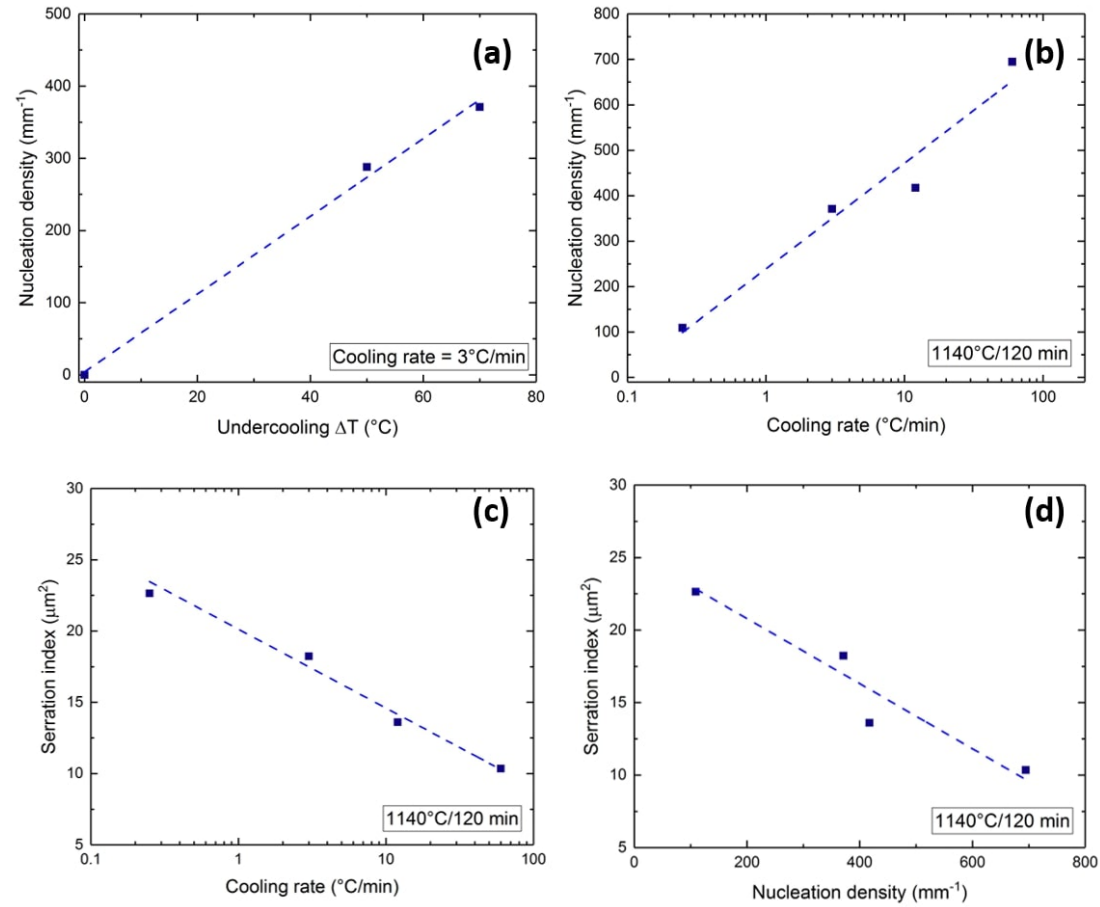 (a)
500
400
300
200
100
0
Nucleation density (mm⁻¹)
Cooling rate = 3°C/min
0 20 40 60 80
Undercooling ΔT (°C)
(b)
800
700
600
500
400
300
200
100
0
Nucleation density (mm⁻¹)
1140°C/120 min
0.1 1 10 100
Cooling rate (°C/min)
(c)
30
25
20
15
10
5
Serration index (μm²)
1140°C/120 min
0.1 1 10 100
Cooling rate (°C/min)
(d)
30
25
20
15
10
5
Serration index (μm²)
1140°C/120 min
0 200 400 600 800
Nucleation density (mm⁻¹)